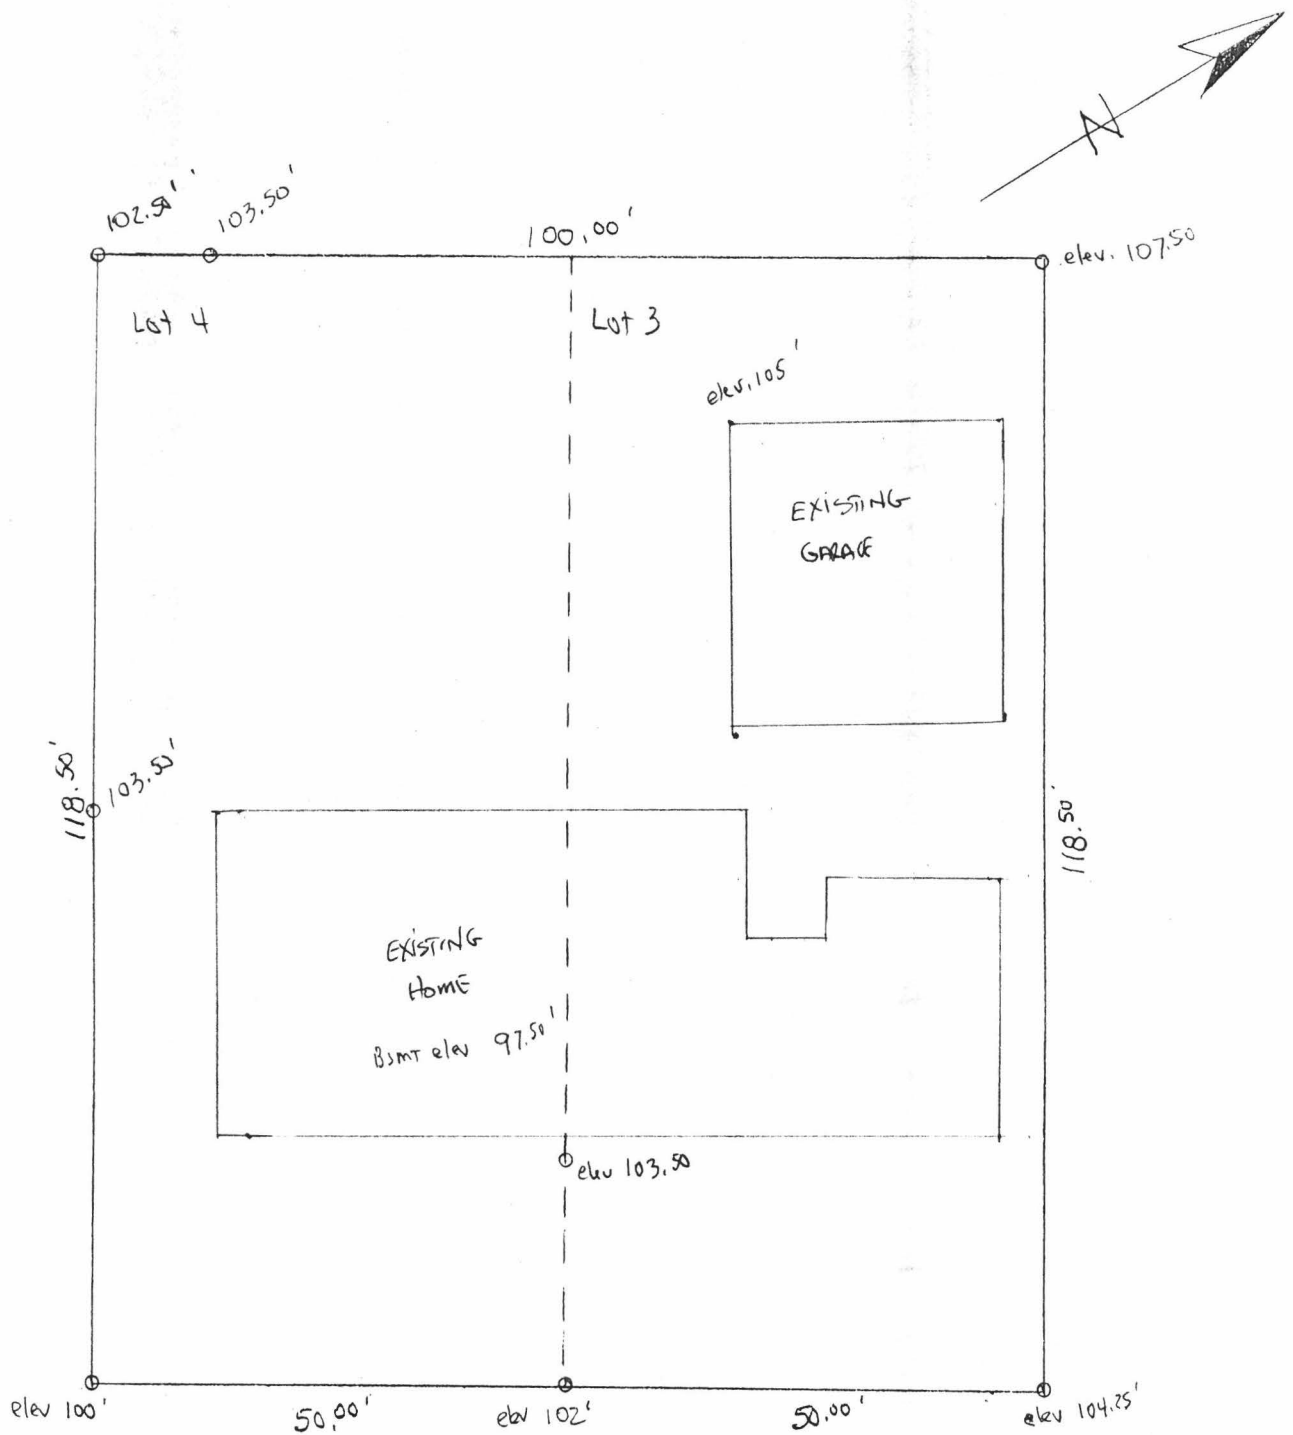 N
102.50'
103.50'
100.00'
elev. 107.50
Lot 4
Lot 3
elev. 105'
EXISTING
GARAGE
118.50'
103.50'
118.50'
EXISTING
HOME
BSMT elev 97.50'
elev 103.50
elev 100'
50.00'
elev 102'
50.00'
elev 104.25'